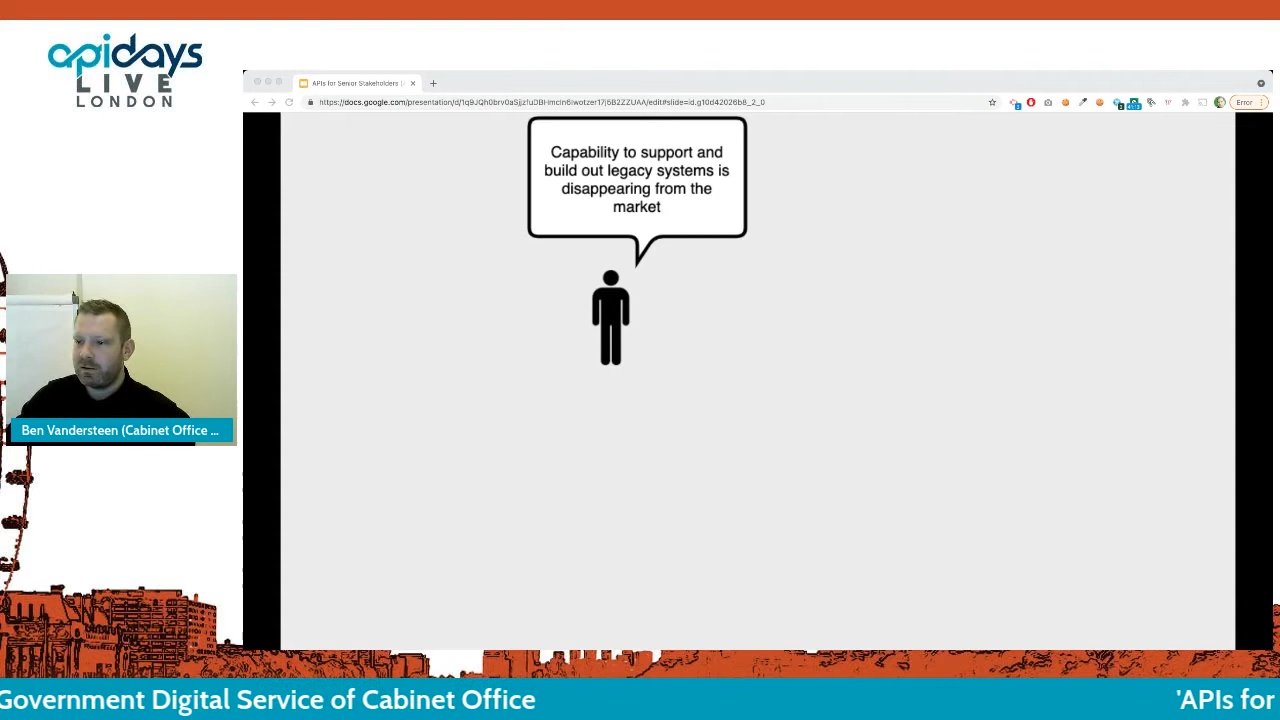 apidays
LIVE
LONDON
APIs for Senior Stakeholders
Error
Capability to support and
build out legacy systems is
disappearing from the
market
Ben Vandersteen (Cabinet Office ...
Government Digital Service of Cabinet Office
'APIs for